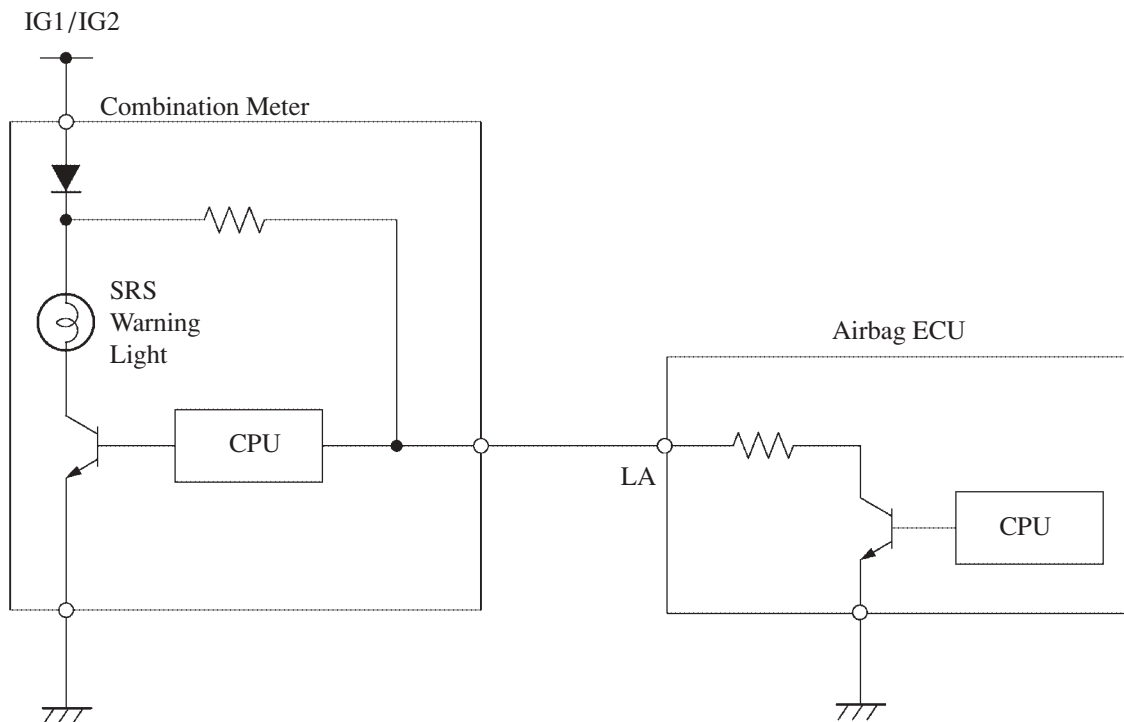 IG1/IG2
Combination Meter
SRS
Warning
Light
Airbag ECU
CPU
LA
CPU